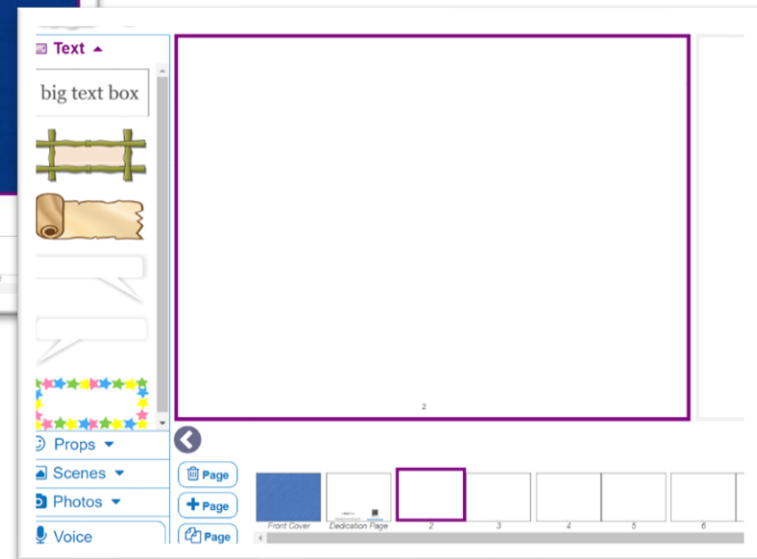 Text
big text box
2
Props
Scenes
Photos
Voice
Page
Page
Page
Front Cover
Dedication Page
2
3
4
5
6